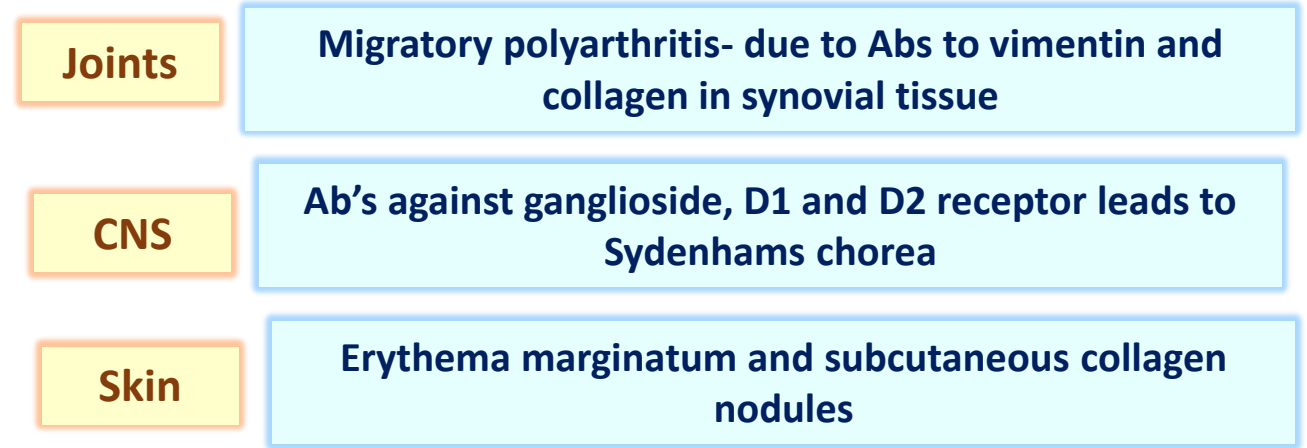 Joints
Migratory polyarthritis- due to Abs to vimentin and
collagen in synovial tissue
CNS
Ab’s against ganglioside, D1 and D2 receptor leads to
Sydenhams chorea
Skin
Erythema marginatum and subcutaneous collagen
nodules